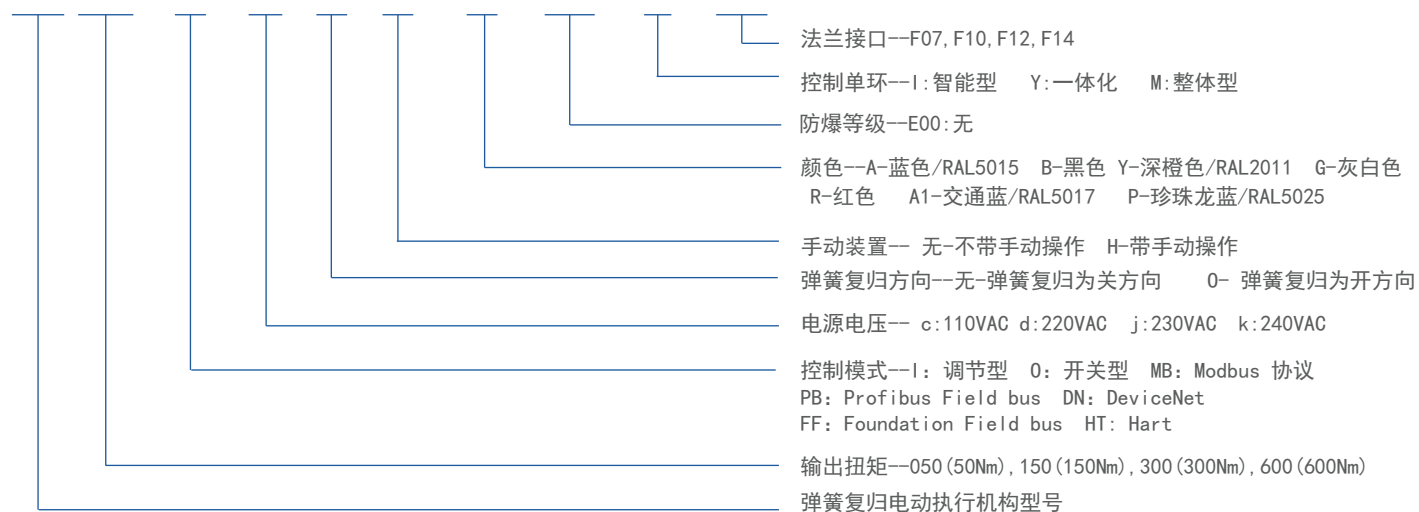 法兰接口--F07,F10,F12,F14
控制单环--I:智能型 Y:一体化 M:整体型
防爆等级--E00:无
颜色--A-蓝色/RAL5015 B-黑色 Y-深橙色/RAL2011 G-灰白色
R-红色 A1-交通蓝/RAL5017 P-珍珠龙蓝/RAL5025
手动装置-- 无-不带手动操作 H-带手动操作
弹簧复归方向--无-弹簧复归为关方向 O- 弹簧复归为开方向
电源电压-- c:110VAC d:220VAC j:230VAC k:240VAC
控制模式--I: 调节型 O: 开关型 MB: Modbus 协议
PB: Profibus Field bus DN: DeviceNet
FF: Foundation Field bus HT: Hart
输出扭矩--050(50Nm),150(150Nm),300(300Nm),600(600Nm)
弹簧复归电动执行机构型号